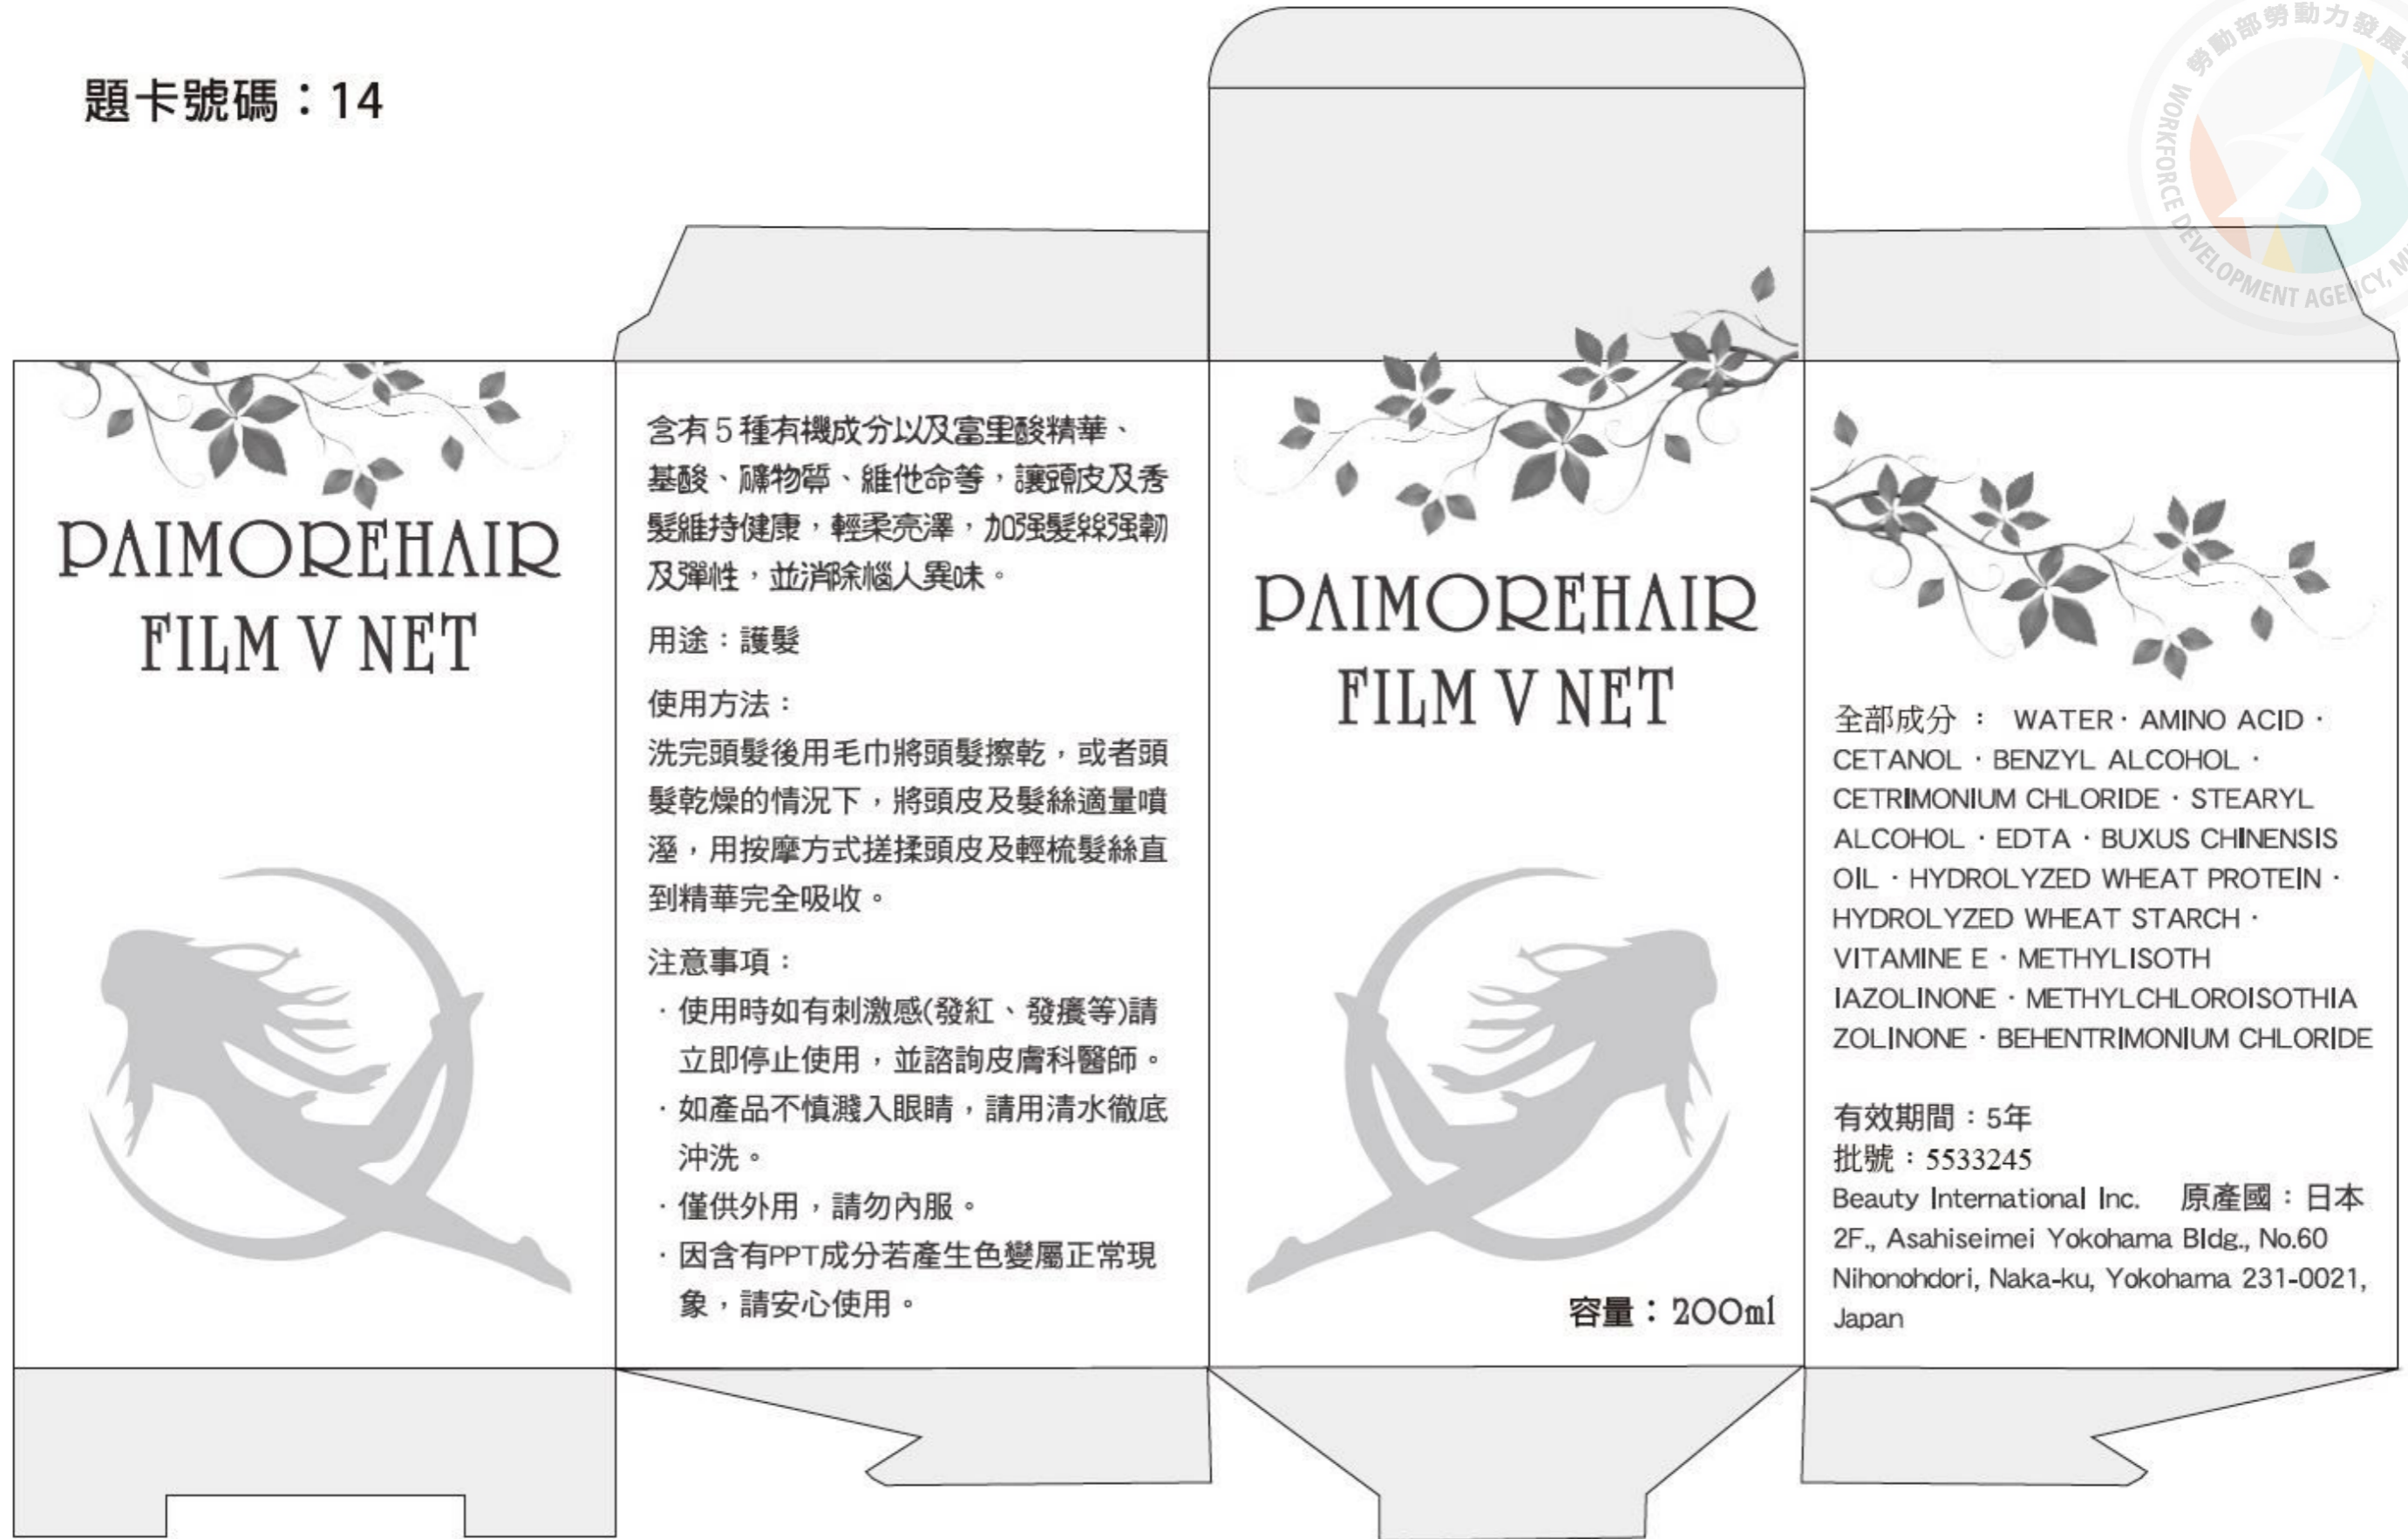 題卡號碼：14
勞動部勞動力發展
WORKFORCE DEVELOPMENT AGENCY,
PAIMOREHAIR
FILM V NET
含有5種有機成分以及富里酸精華、
基酸、礦物質、維他命等，讓頭皮及秀
髮維持健康，輕柔亮澤，加强髮絲强韌
及彈性，並消除惱人異味。
用途：護髮
使用方法：
洗完頭髮後用毛巾將頭髮擦乾，或者頭
髮乾燥的情況下，將頭皮及髮絲適量噴
溼，用按摩方式搓揉頭皮及輕梳髮絲直
到精華完全吸收。
注意事項：
·使用時如有刺激感(發紅、發癢等)請
立即停止使用，並諮詢皮膚科醫師。
·如產品不慎濺入眼睛，請用清水徹底
沖洗。
·僅供外用，請勿內服。
·因含有PPT成分若產生色變屬正常現
象，請安心使用。
PAIMOREHAIR
FILM V NET
容量：200ml
全部成分 ： WATER · AMINO ACID ·
CETANOL · BENZYL ALCOHOL ·
CETRIMONIUM CHLORIDE · STEARYL
ALCOHOL · EDTA · BUXUS CHINENSIS
OIL · HYDROLYZED WHEAT PROTEIN ·
HYDROLYZED WHEAT STARCH ·
VITAMINE E · METHYLISOTH
IAZOLINONE · METHYLCHLOROISOTHIA
ZOLINONE · BEHENTRIMONIUM CHLORIDE
有效期間：5年
批號：5533245
Beauty International Inc. 原產國：日本
2F., Asahiseimei Yokohama Bldg., No.60
Nihonohdori, Naka-ku, Yokohama 231-0021,
Japan